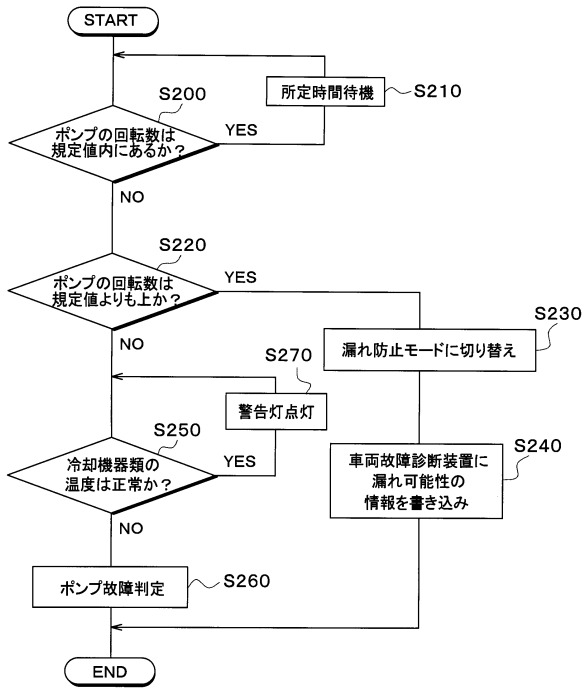 START
所定時間待機
S210
S200
ポンプの回転数は
規定値内にあるか？
YES
NO
S220
ポンプの回転数は
規定値よりも上か？
YES
NO
S230
漏れ防止モードに切り替え
S270
警告灯点灯
S250
冷却機器類の
温度は正常か？
YES
NO
S240
車両故障診断装置に
漏れ可能性の
情報を書き込み
ポンプ故障判定
S260
END